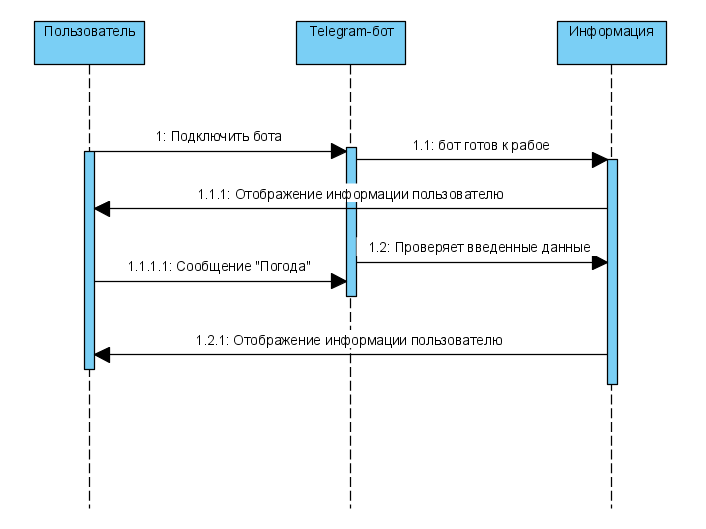 Пользователь
Telegram-бот
Информация
1: Подключить бота
1.1: бот готов к рабое
1.1.1: Отображение информации пользователю
1.2: Проверяет введенные данные
1.1.1.1: Сообщение "Погода"
1.2.1: Отображение информации пользователю